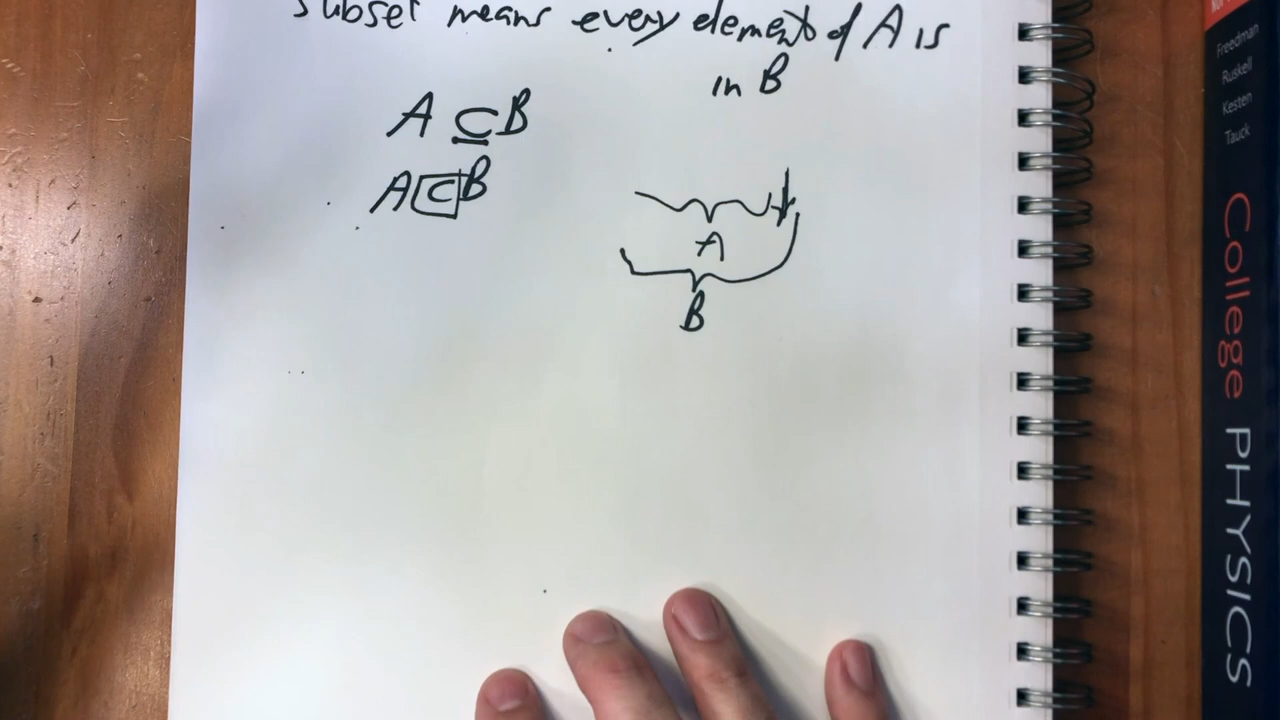 subset means every element of A is
in B
A ⊆ B
A ⊂ B
A
B
Freedman
Ruskell
Kesten
Tauck
College PHYSICS